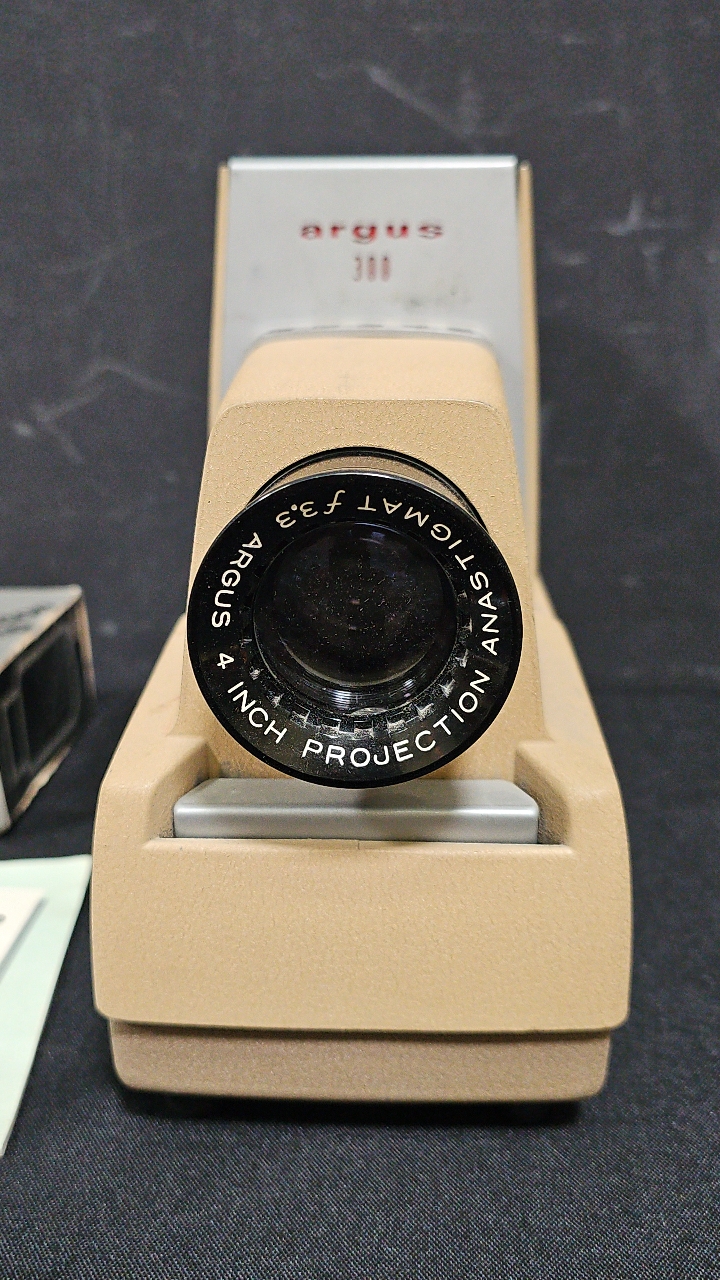 argus
300
ARGUS 4 INCH PROJECTION ANASTIGMAT f3.3